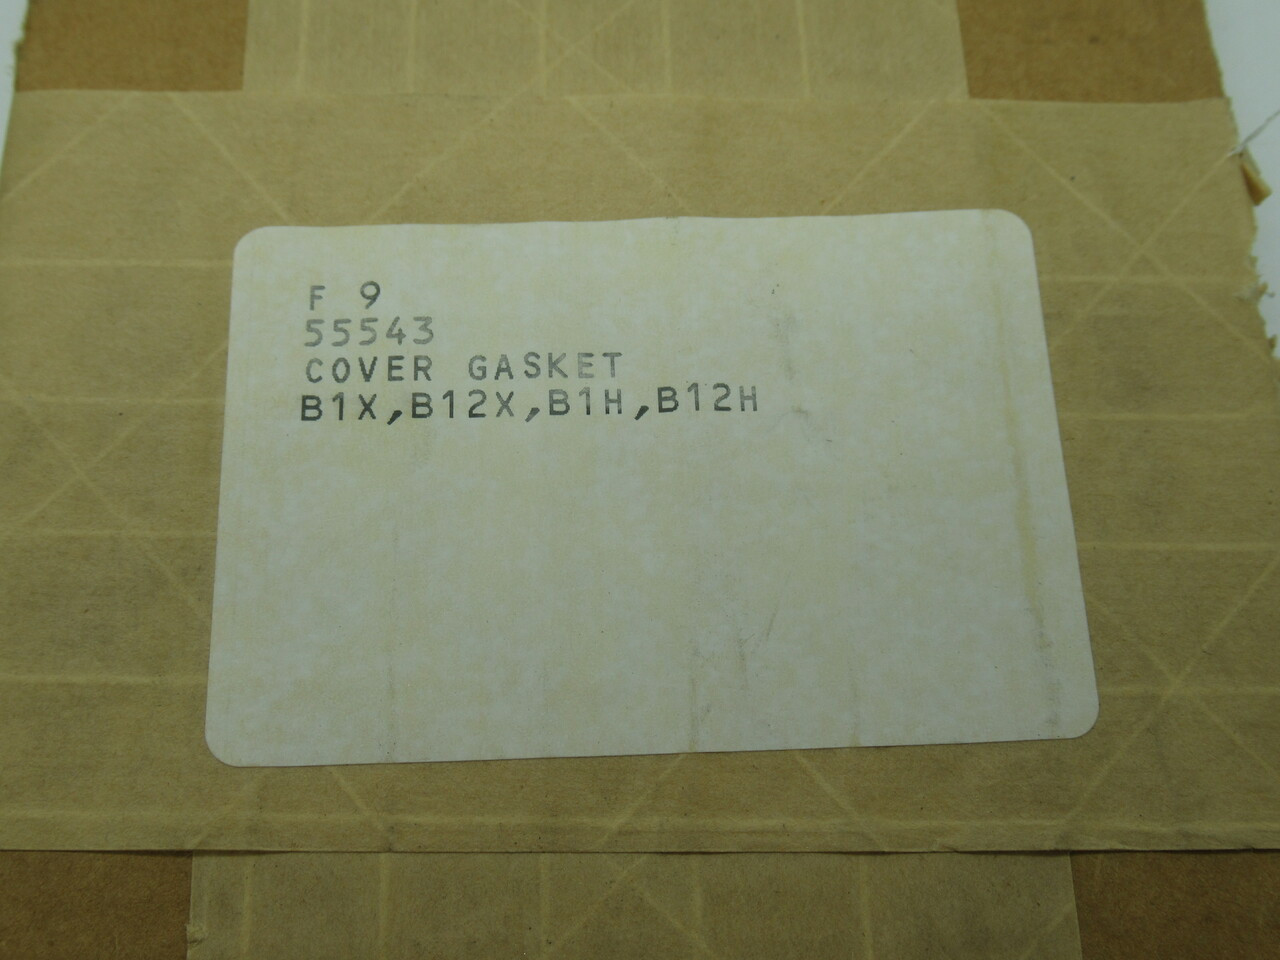 F 9
55543
COVER GASKET
B1X,B12X,B1H,B12H